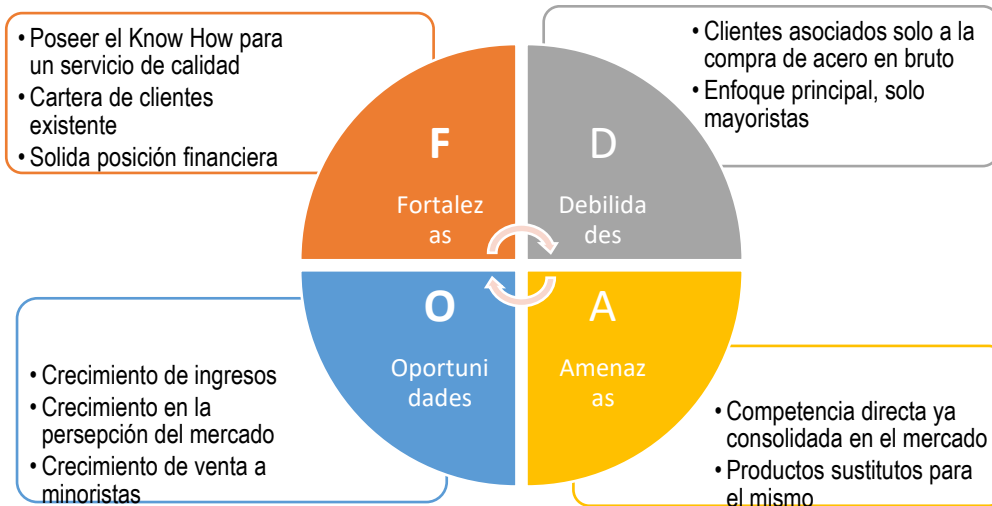 • Poseer el Know How para
un servicio de calidad
• Cartera de clientes
existente
• Solida posición financiera
F
Fortalez
as
• Clientes asociados solo a la
compra de acero en bruto
• Enfoque principal, solo
mayoristas
D
Debilida
des
• Crecimiento de ingresos
• Crecimiento en la
persepción del mercado
• Crecimiento de venta a
minoristas
O
Oportuni
dades
A
Amenaz
as
• Competencia directa ya
consolidada en el mercado
• Productos sustitutos para
el mismo